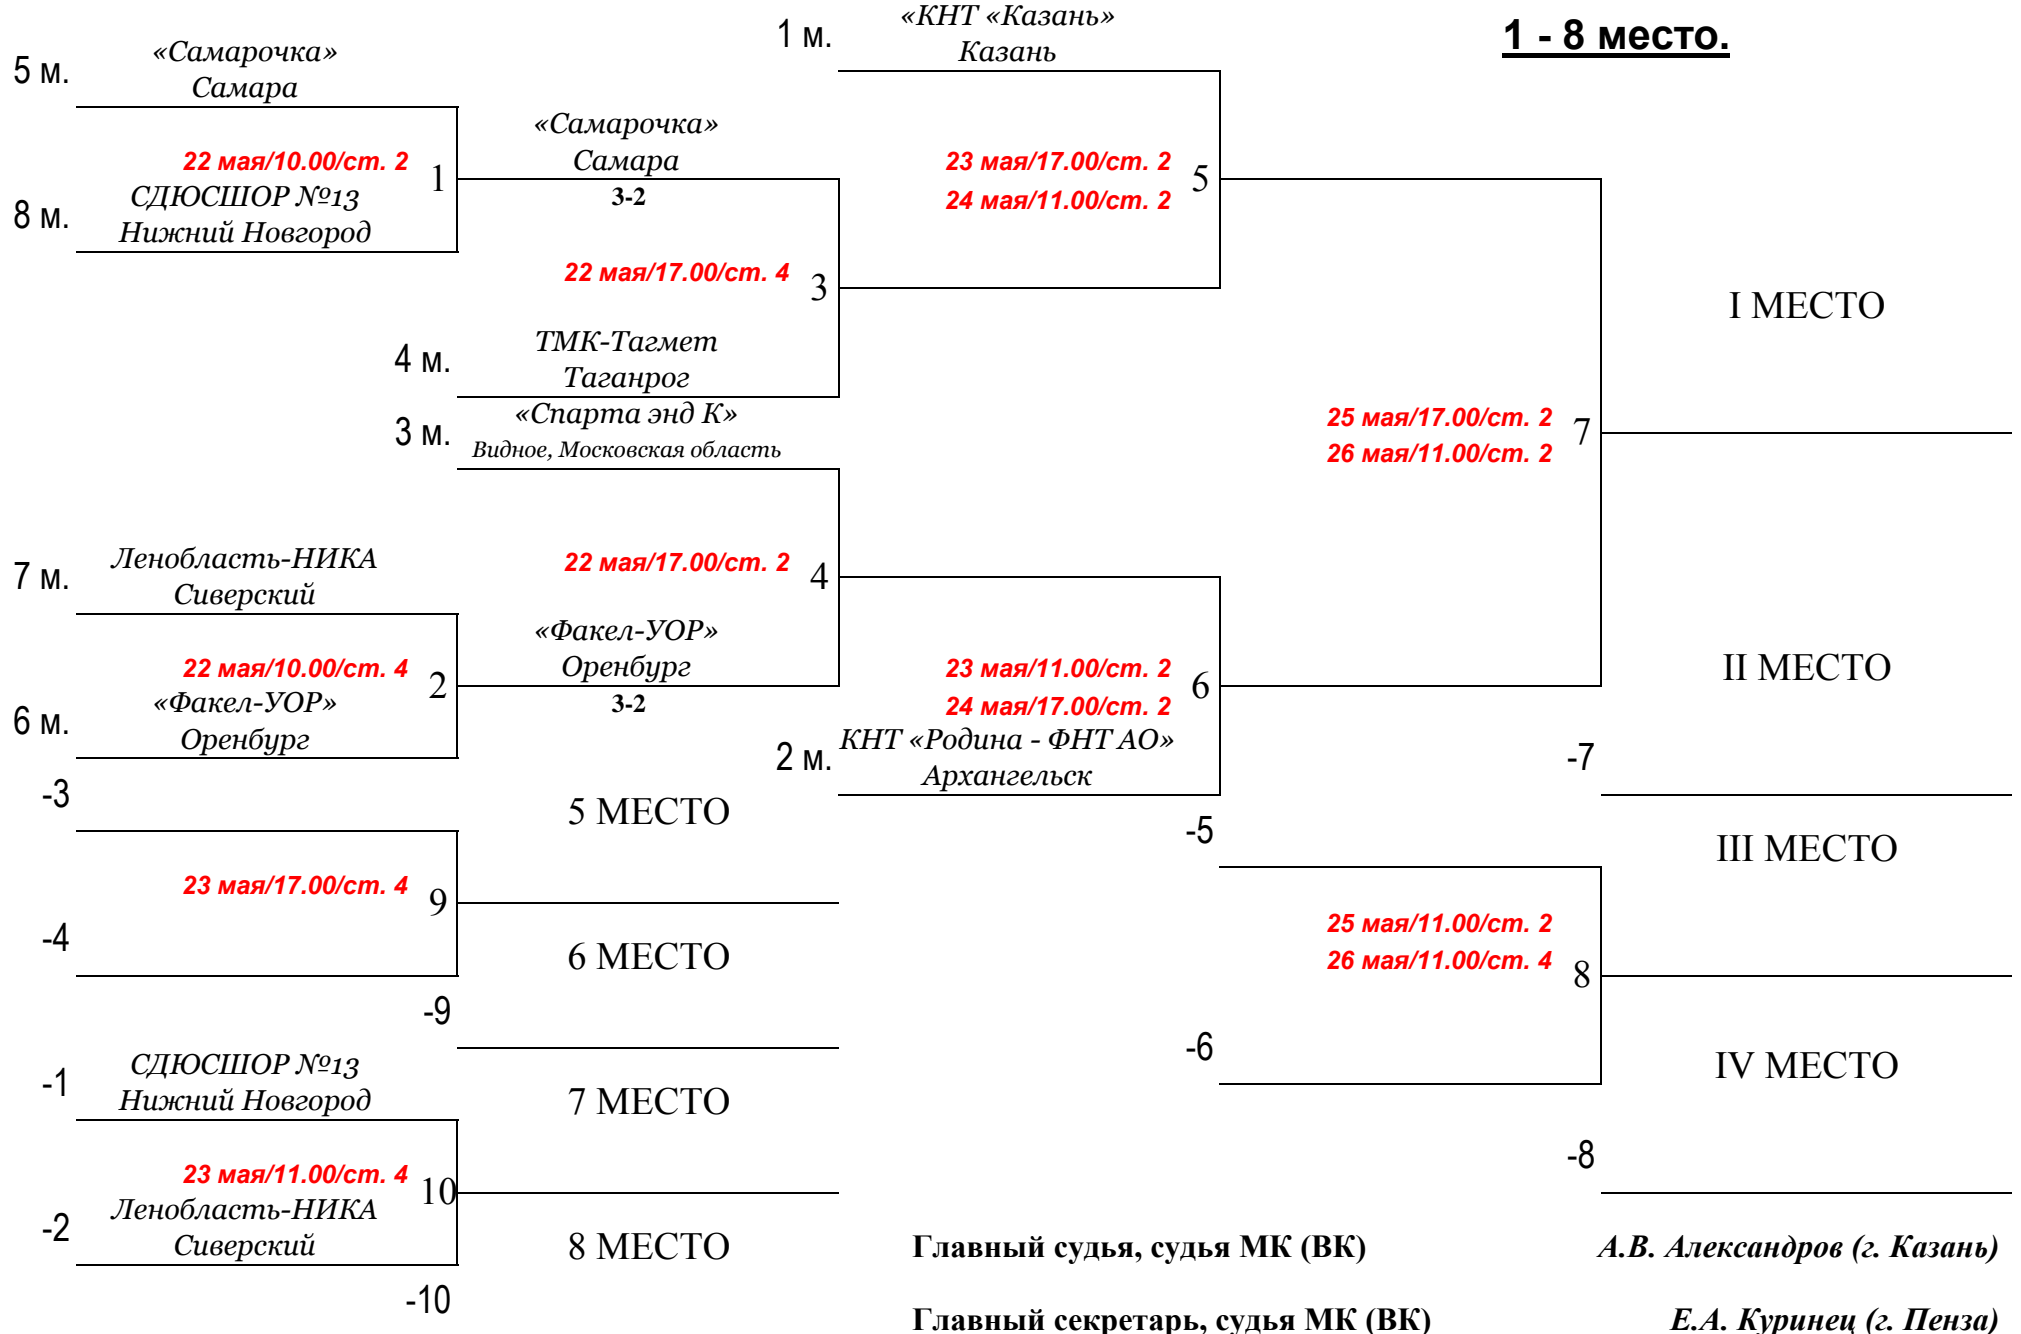 1 - 8 место.
1 м.
«КНТ «Казань»
Казань
5 м.
«Самарочка»
Самара
22 мая/10.00/ст. 2
1
8 м.
СДЮСШОР №13
Нижний Новгород
«Самарочка»
Самара
3-2
23 мая/17.00/ст. 2
24 мая/11.00/ст. 2
5
22 мая/17.00/ст. 4
3
I МЕСТО
4 м.
ТМК-Тагмет
Таганрог
3 м.
«Спарта энд К»
Видное, Московская область
25 мая/17.00/ст. 2
26 мая/11.00/ст. 2
7
7 м.
Ленобласть-НИКА
Сиверский
22 мая/17.00/ст. 2
4
22 мая/10.00/ст. 4
2
6 м.
«Факел-УОР»
Оренбург
«Факел-УОР»
Оренбург
3-2
23 мая/11.00/ст. 2
24 мая/17.00/ст. 2
6
II МЕСТО
2 м.
КНТ «Родина - ФНТ АО»
Архангельск
-7
-3
5 МЕСТО
-5
III МЕСТО
23 мая/17.00/ст. 4
9
-4
6 МЕСТО
25 мая/11.00/ст. 2
26 мая/11.00/ст. 4
8
-9
-6
IV МЕСТО
-1
СДЮСШОР №13
Нижний Новгород
7 МЕСТО
23 мая/11.00/ст. 4
10
-8
-2
Ленобласть-НИКА
Сиверский
8 МЕСТО
-10
Главный судья, судья МК (ВК)
А.В. Александров (г. Казань)
Главный секретарь, судья МК (ВК)
Е.А. Куринец (г. Пенза)